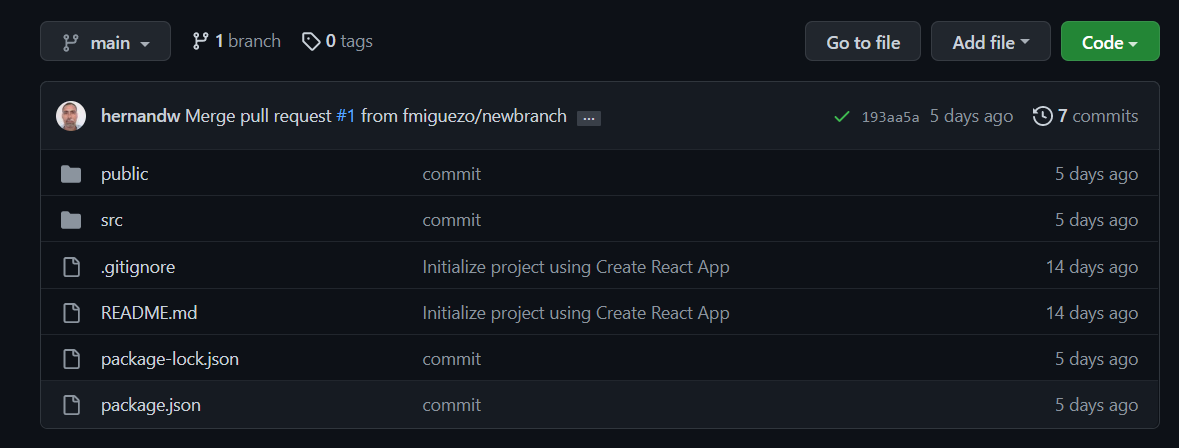 main 1 branch 0 tags Go to file Add file Code
hernandw Merge pull request #1 from fmiguezo/newbranch ... 193aa5a 5 days ago 7 commits
public commit 5 days ago
src commit 5 days ago
.gitignore Initialize project using Create React App 14 days ago
README.md Initialize project using Create React App 14 days ago
package-lock.json commit 5 days ago
package.json commit 5 days ago